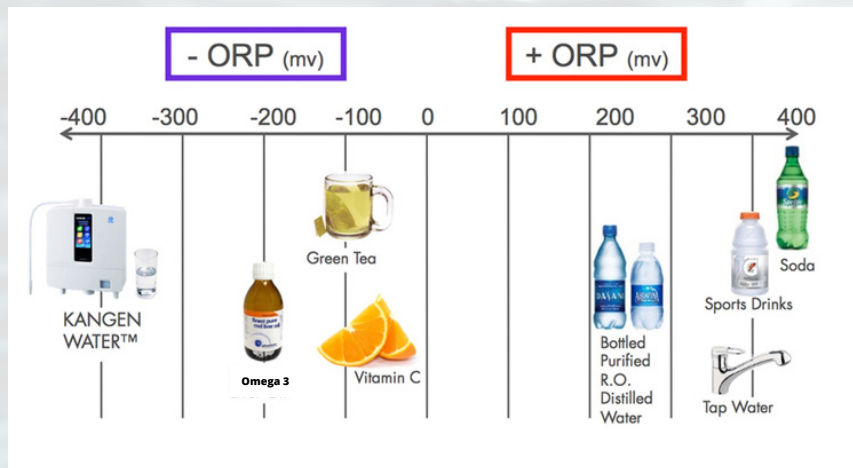 - ORP (mv)
+ ORP (mv)
-400 -300 -200 -100 0 100 200 300 400
KANGEN
WATER™
Omega 3
Green Tea
Vitamin C
DASANI
Bottled
Purified
R.O.
Distilled
Water
Sports Drinks
Tap Water
Soda